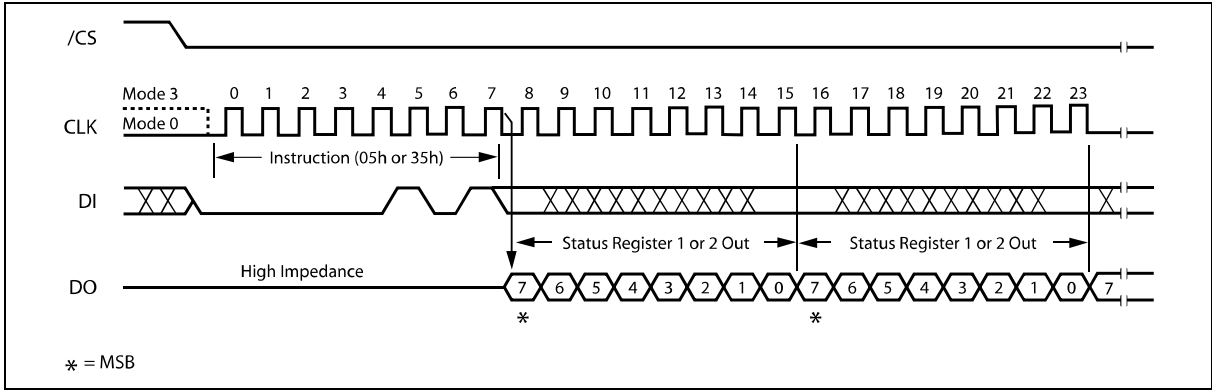 /CS
Mode 3
0 1 2 3 4 5 6 7 8 9 10 11 12 13 14 15 16 17 18 19 20 21 22 23
CLK
Mode 0
Instruction (05h or 35h)
DI
Status Register 1 or 2 Out Status Register 1 or 2 Out
High Impedance
DO
7 6 5 4 3 2 1 0 7 6 5 4 3 2 1 0 7
* *
* = MSB